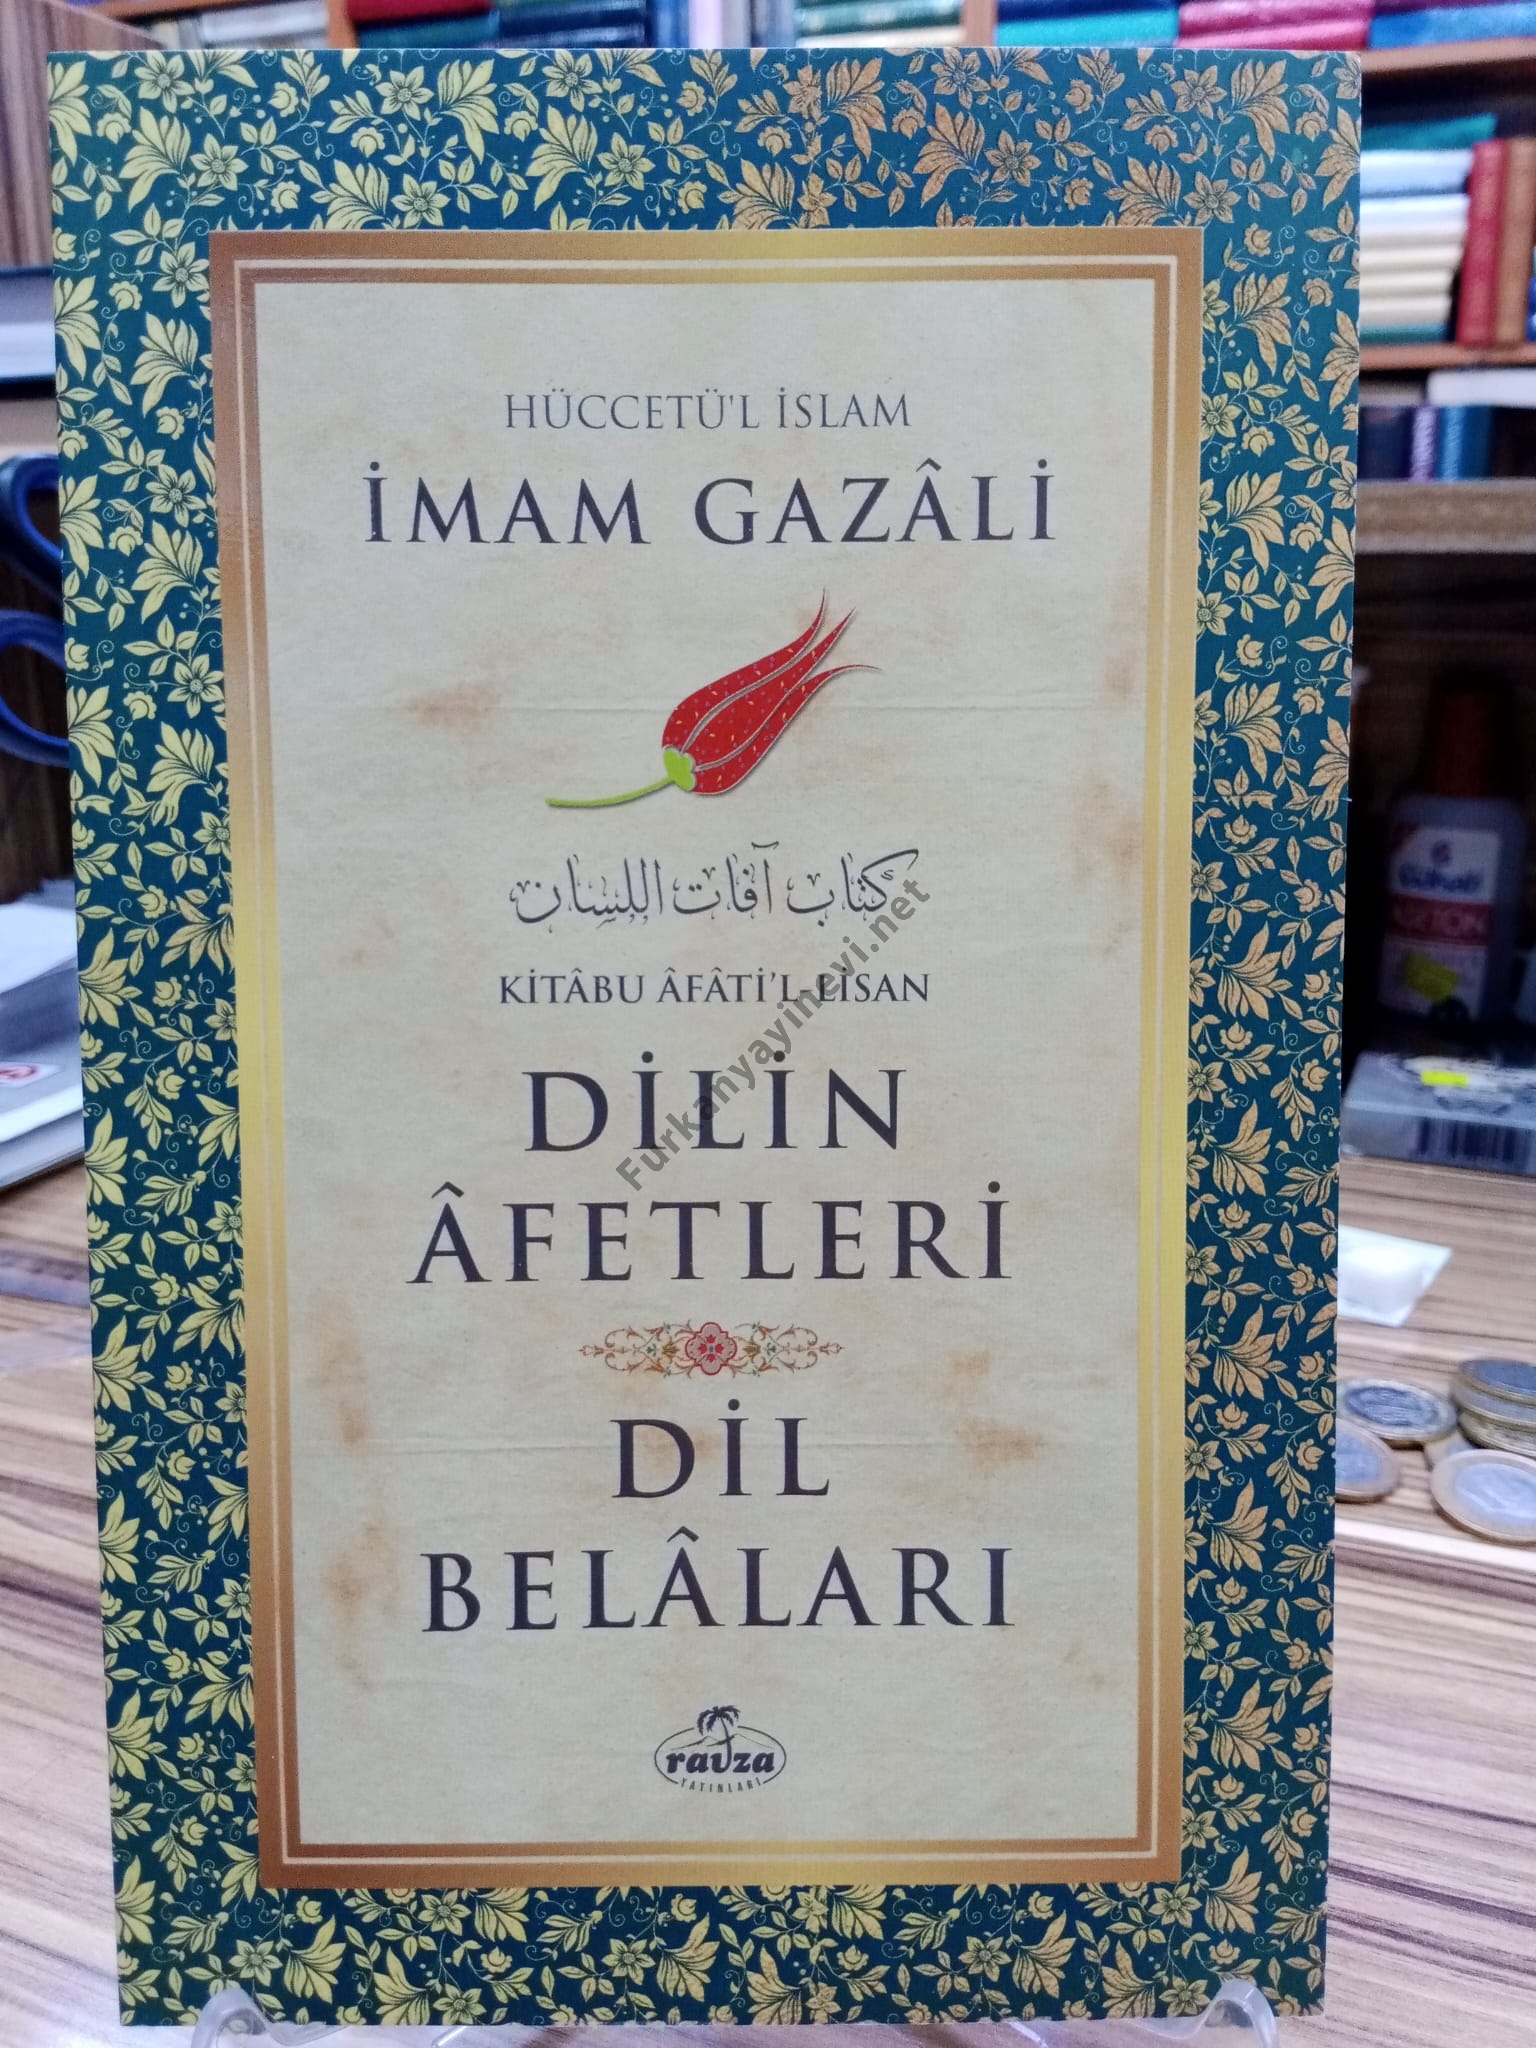 HÜCCETÜ'L İSLAM
İMAM GAZÂLİ
كتاب آفات اللسان
KİTÂBU ÂFÂTİ'L-LİSAN
DİLİN
ÂFETLERİ
DİL
BELÂLARI
ravza
YAYINLARI
Furkanyayinevi.net